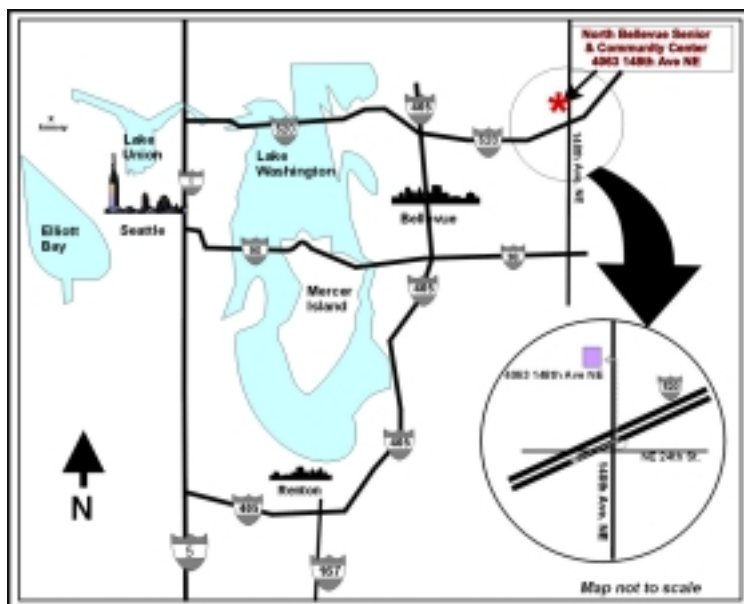 North Bellevue Senior
& Community Center
4063 148th Ave NE
405
520
520
Lake
Union
Lake
Washington
148th Ave, NE
5
Bellevue
Elliott
Bay
Seattle
90
90
Mercer
Island
405
4063 148th Ave NE
520
405
NE 24th St.
148th Ave, NE
N
Renton
405
5
167
Map not to scale